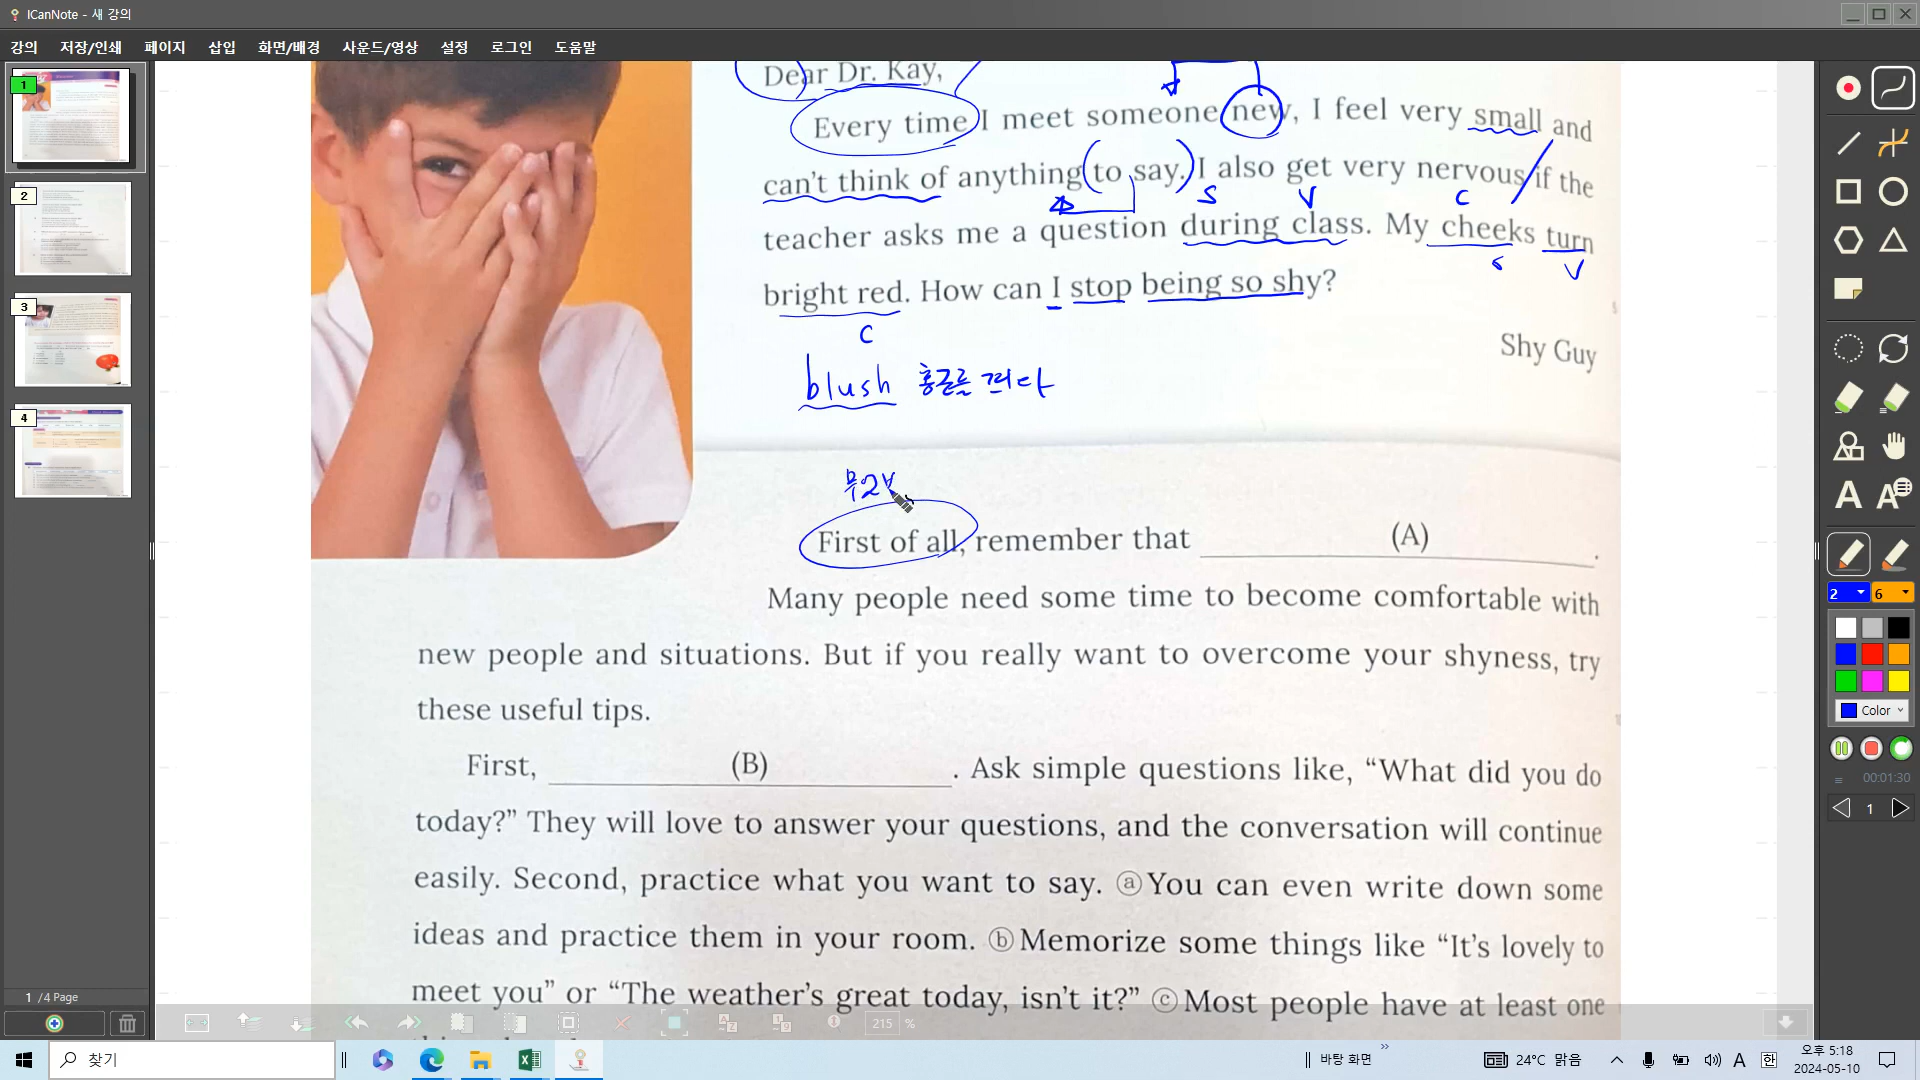 ICanNote - 새 강의
강의 저장/인쇄 페이지 삽입 화면/배경 사운드/영상 설정 로그인 도움말
1
2
3
4
1 /4 Page
Dear Dr. Kay,
Every time I meet someone new, I feel very small and
can't think of anything to say. I also get very nervous if the
S V C
teacher asks me a question during class. My cheeks turn
S V
bright red. How can I stop being so shy?
C
Shy Guy
blush 홍조를 띄다
First of all, remember that (A) .
Many people need some time to become comfortable with
new people and situations. But if you really want to overcome your shyness, try
these useful tips.
First, (B) . Ask simple questions like, “What did you do
today?” They will love to answer your questions, and the conversation will continue
easily. Second, practice what you want to say. ⓐ You can even write down some
ideas and practice them in your room. ⓑ Memorize some things like “It's lovely to
meet you” or “The weather's great today, isn't it?” ⓒ Most people have at least one
215 %
2 6
Color
00:01:30
1
찾기
바탕 화면
24°C 맑음
A 한
오후 5:18
2024-05-10